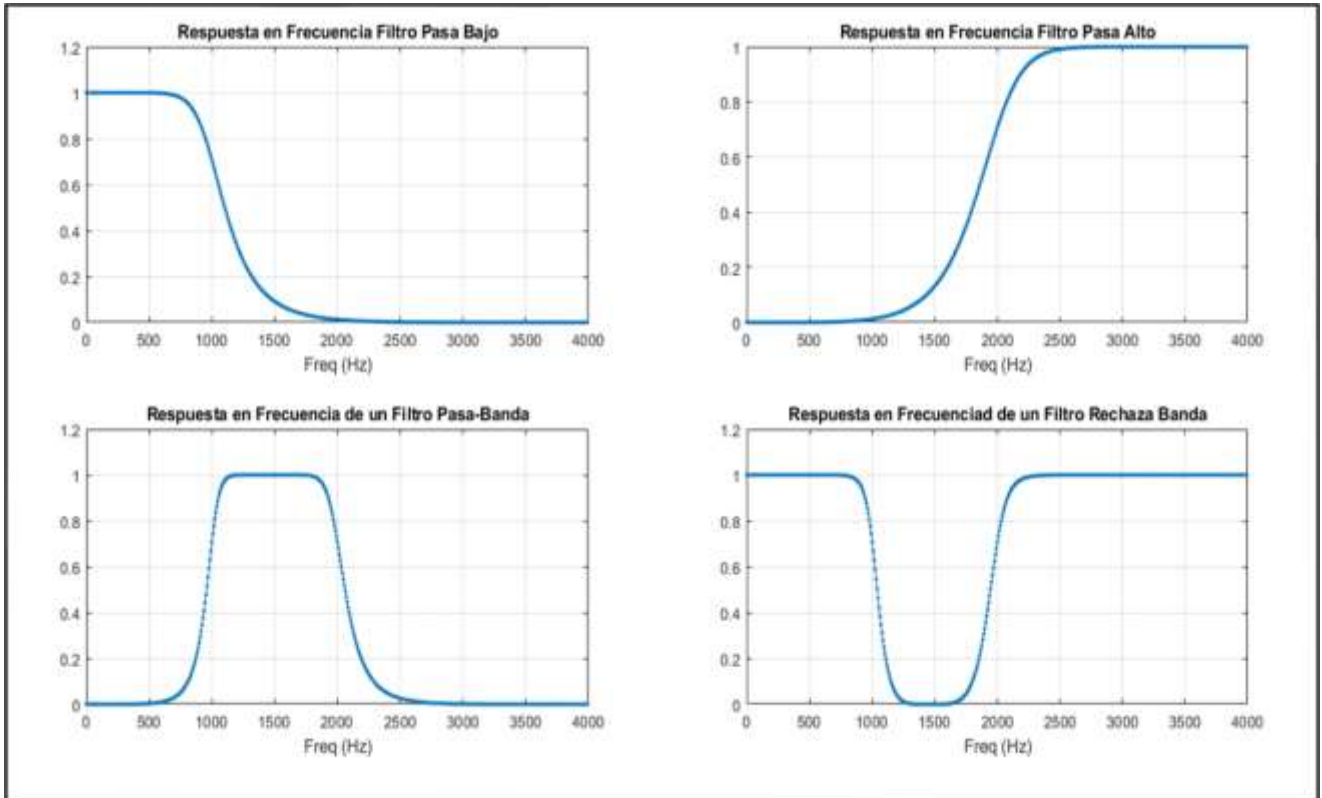 Respuesta en Frecuencia Filtro Pasa Bajo
1.2
1
0.8
0.6
0.4
0.2
0
0 500 1000 1500 2000 2500 3000 3500 4000
Freq (Hz)
Respuesta en Frecuencia Filtro Pasa Alto
1
0.8
0.6
0.4
0.2
0
0 500 1000 1500 2000 2500 3000 3500 4000
Freq (Hz)
Respuesta en Frecuencia de un Filtro Pasa-Banda
1.2
1
0.8
0.6
0.4
0.2
0
0 500 1000 1500 2000 2500 3000 3500 4000
Freq (Hz)
Respuesta en Frecuenciad de un Filtro Rechaza Banda
1.2
1
0.8
0.6
0.4
0.2
0
0 500 1000 1500 2000 2500 3000 3500 4000
Freq (Hz)